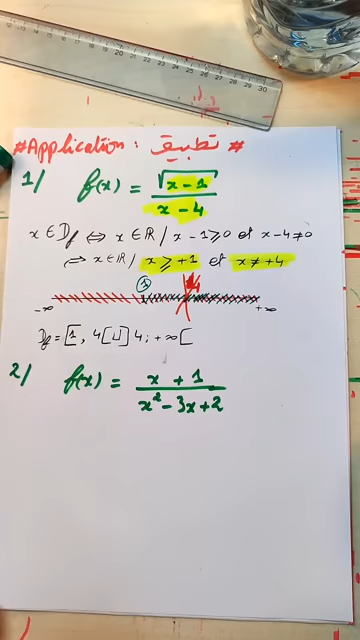 #Application : تطبيق #
1/ f(x) = √(x - 1) / (x - 4)
x ∈ Df ⇔ x ∈ ℝ / x - 1 ≥ 0 et x - 4 ≠ 0
⇔ x ∈ ℝ / x ≥ +1 et x ≠ +4
1 4
-∞ +∞
Df = [1, 4[ ∪ ] 4; +∞[
2/ f(x) = (x + 1) / (x² - 3x + 2)